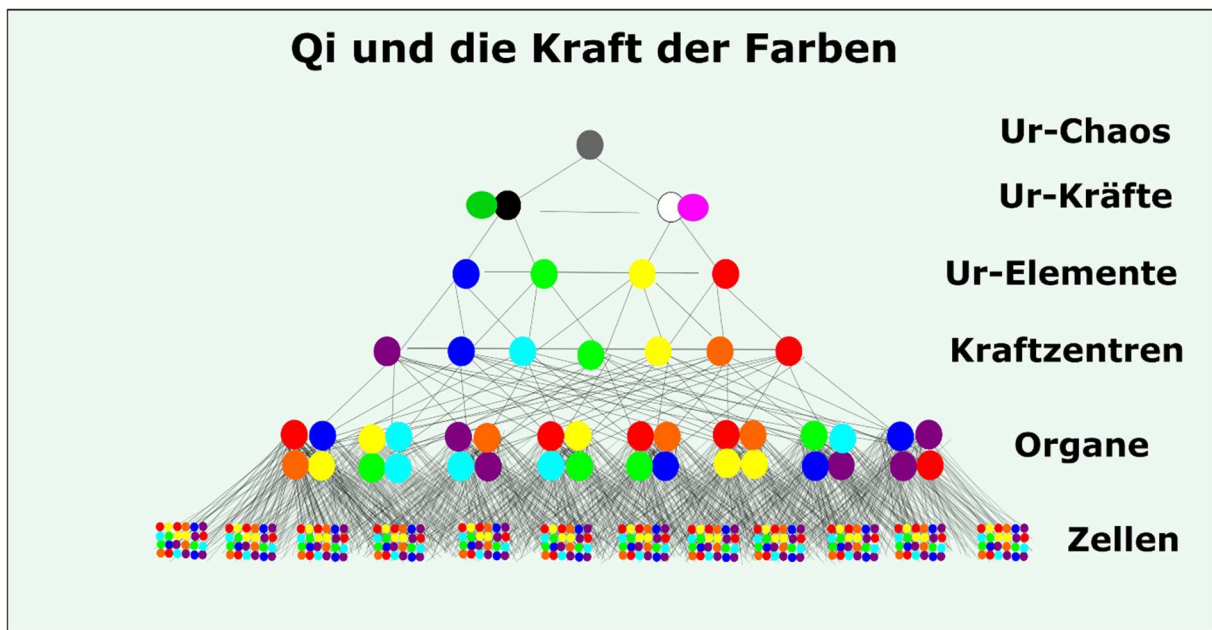 Qi und die Kraft der Farben
Ur-Chaos
Ur-Kräfte
Ur-Elemente
Kraftzentren
Organe
Zellen